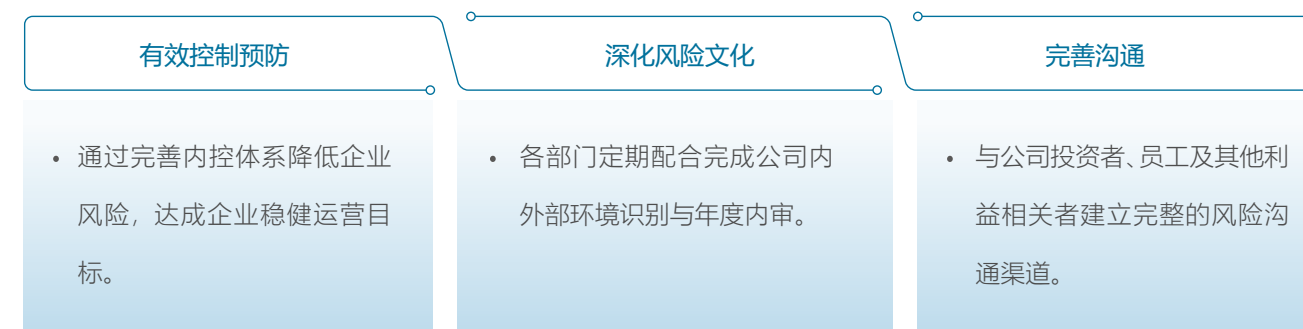 有效控制预防
• 通过完善内控体系降低企业
风险，达成企业稳健运营目
标。
深化风险文化
• 各部门定期配合完成公司内
外部环境识别与年度内审。
完善沟通
• 与公司投资者、员工及其他利
益相关者建立完整的风险沟
通渠道。